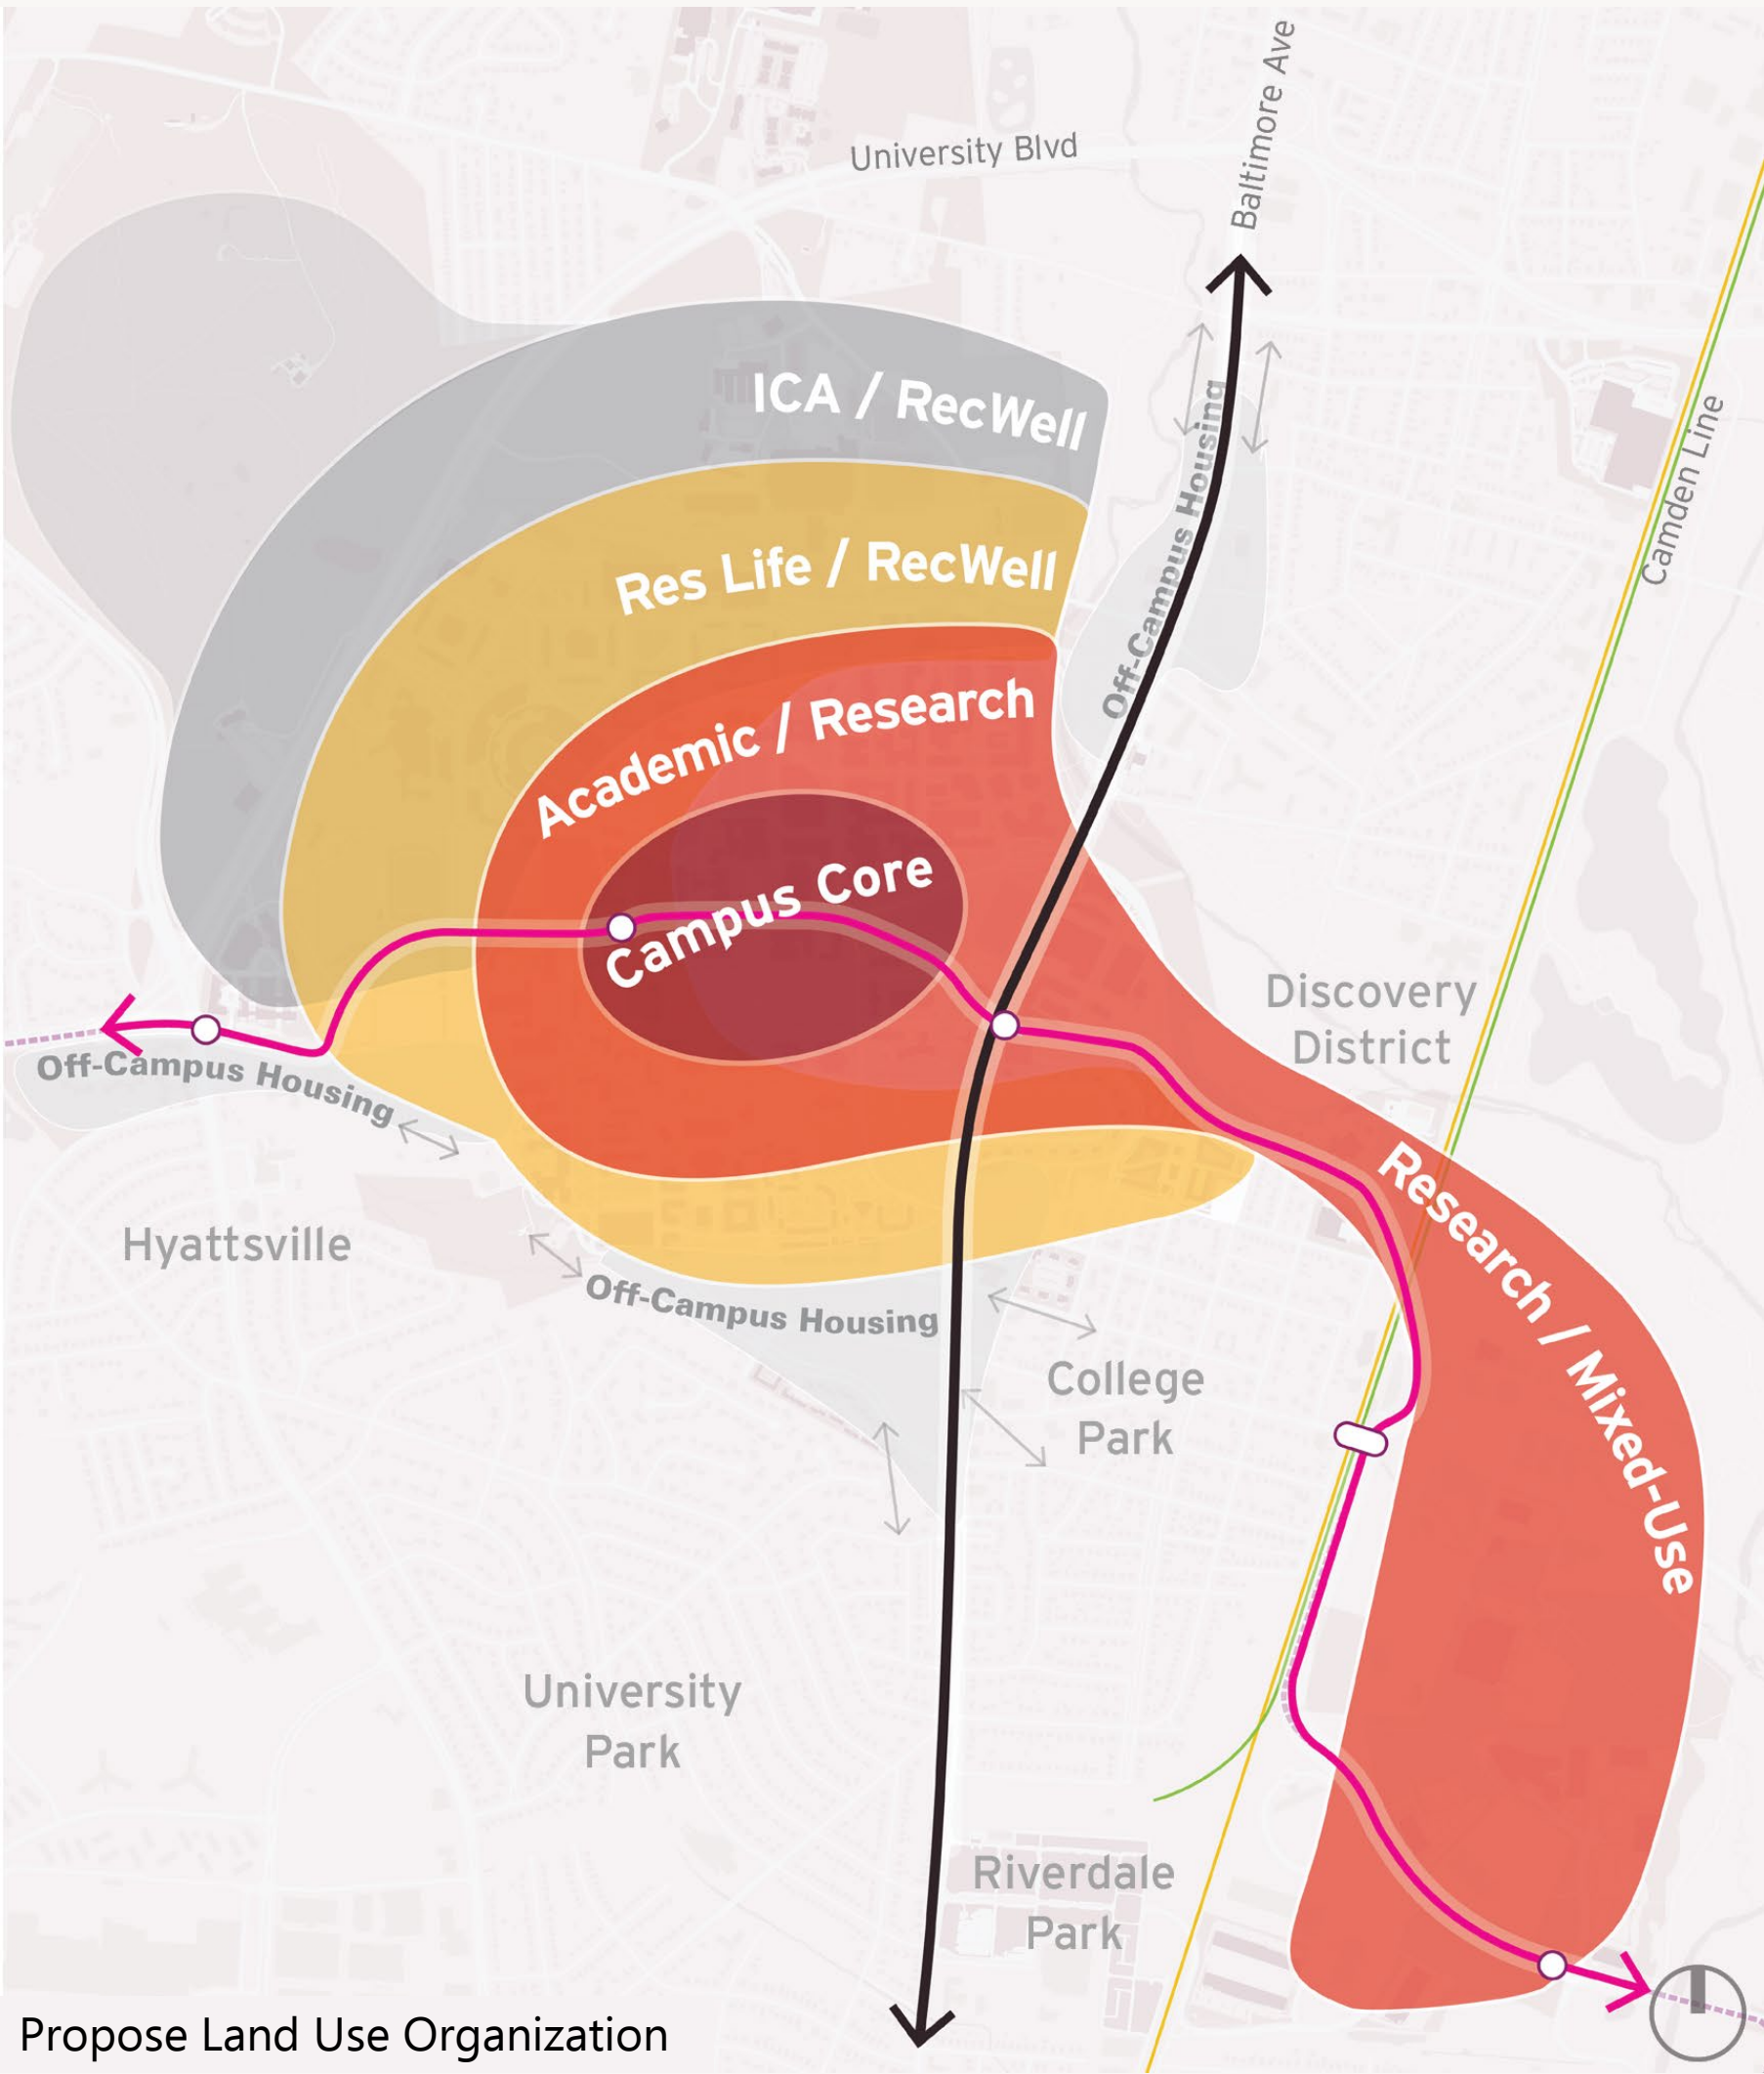 University Blvd
Baltimore Ave
Camden Line
ICA / RecWell
Off-Campus Housing
Res Life / RecWell
Academic / Research
Campus Core
Discovery
District
Off-Campus Housing
Research / Mixed-Use
Hyattsville
Off-Campus Housing
College
Park
University
Park
Riverdale
Park
Propose Land Use Organization